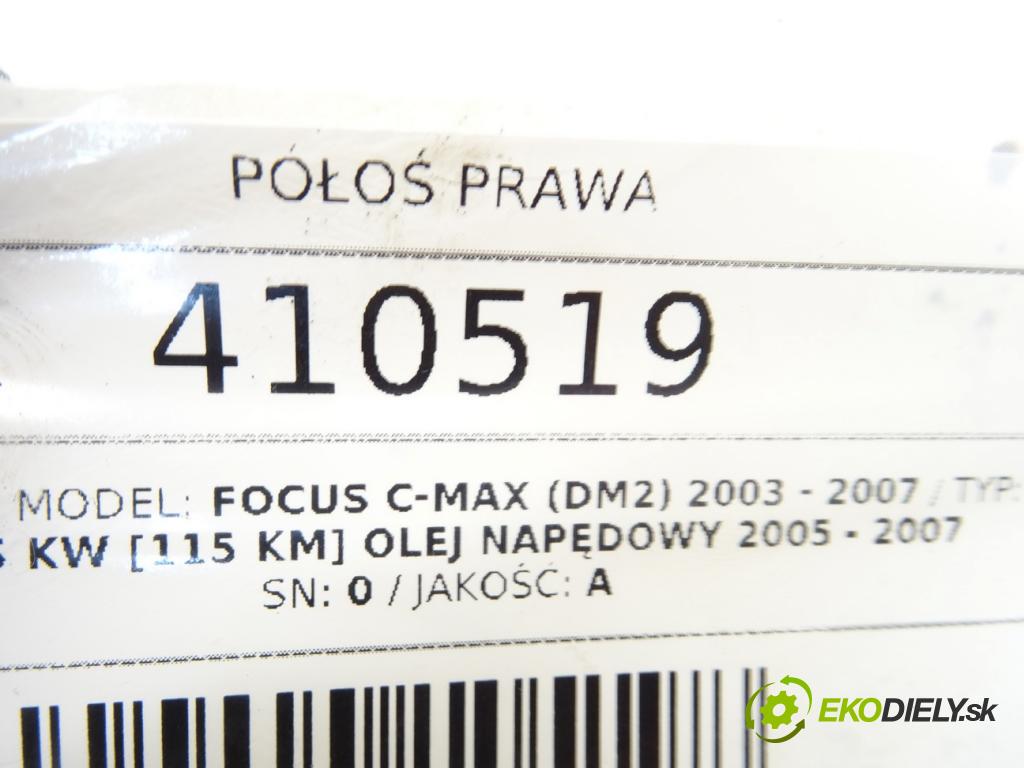 PÓŁOŚ PRAWA
410519
MODEL: FOCUS C-MAX (DM2) 2003 - 2007 / TYP:
KW [115 KM] OLEJ NAPĘDOWY 2005 - 2007
SN: 0 / JAKOŚĆ: A
EKODIELY.sk